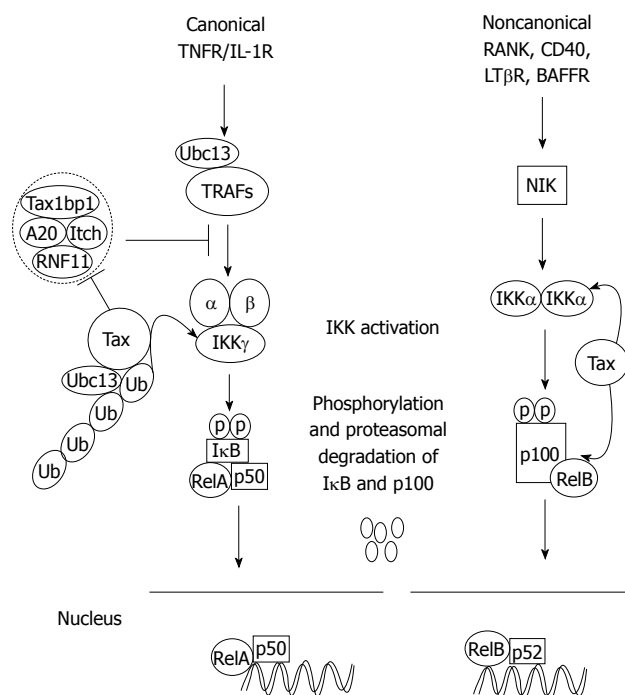 Canonical
TNFR/IL-1R
Noncanonical
RANK, CD40,
LTβR, BAFFR
Ubc13
TRAFs
NIK
Tax1bp1
A20
Itch
RNF11
α
β
IKKγ
IKK activation
IKKα
IKKα
Tax
Ubc13
Ub
Ub
Ub
Ub
Tax
p
p
IκB
RelA
p50
Phosphorylation
and proteasomal
degradation of
IκB and p100
p
p
p100
RelB
Nucleus
RelA
p50
RelB
p52